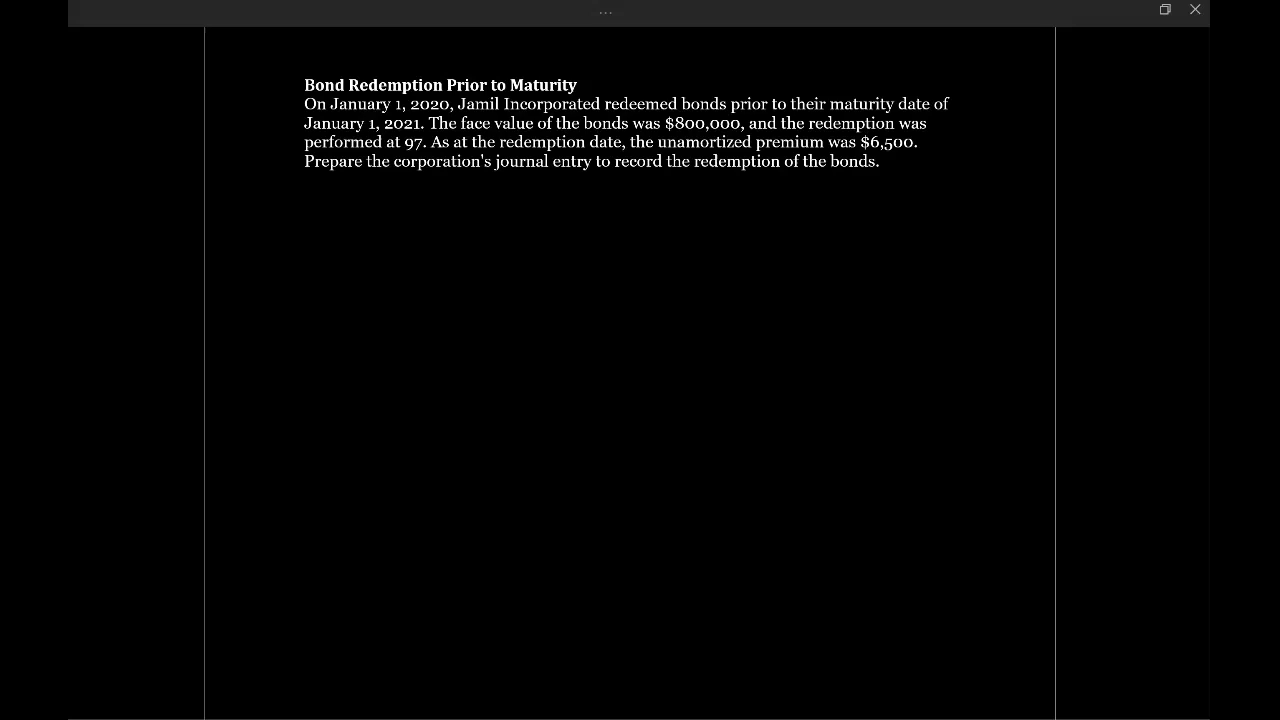 Bond Redemption Prior to Maturity
On January 1, 2020, Jamil Incorporated redeemed bonds prior to their maturity date of
January 1, 2021. The face value of the bonds was $800,000, and the redemption was
performed at 97. As at the redemption date, the unamortized premium was $6,500.
Prepare the corporation's journal entry to record the redemption of the bonds.